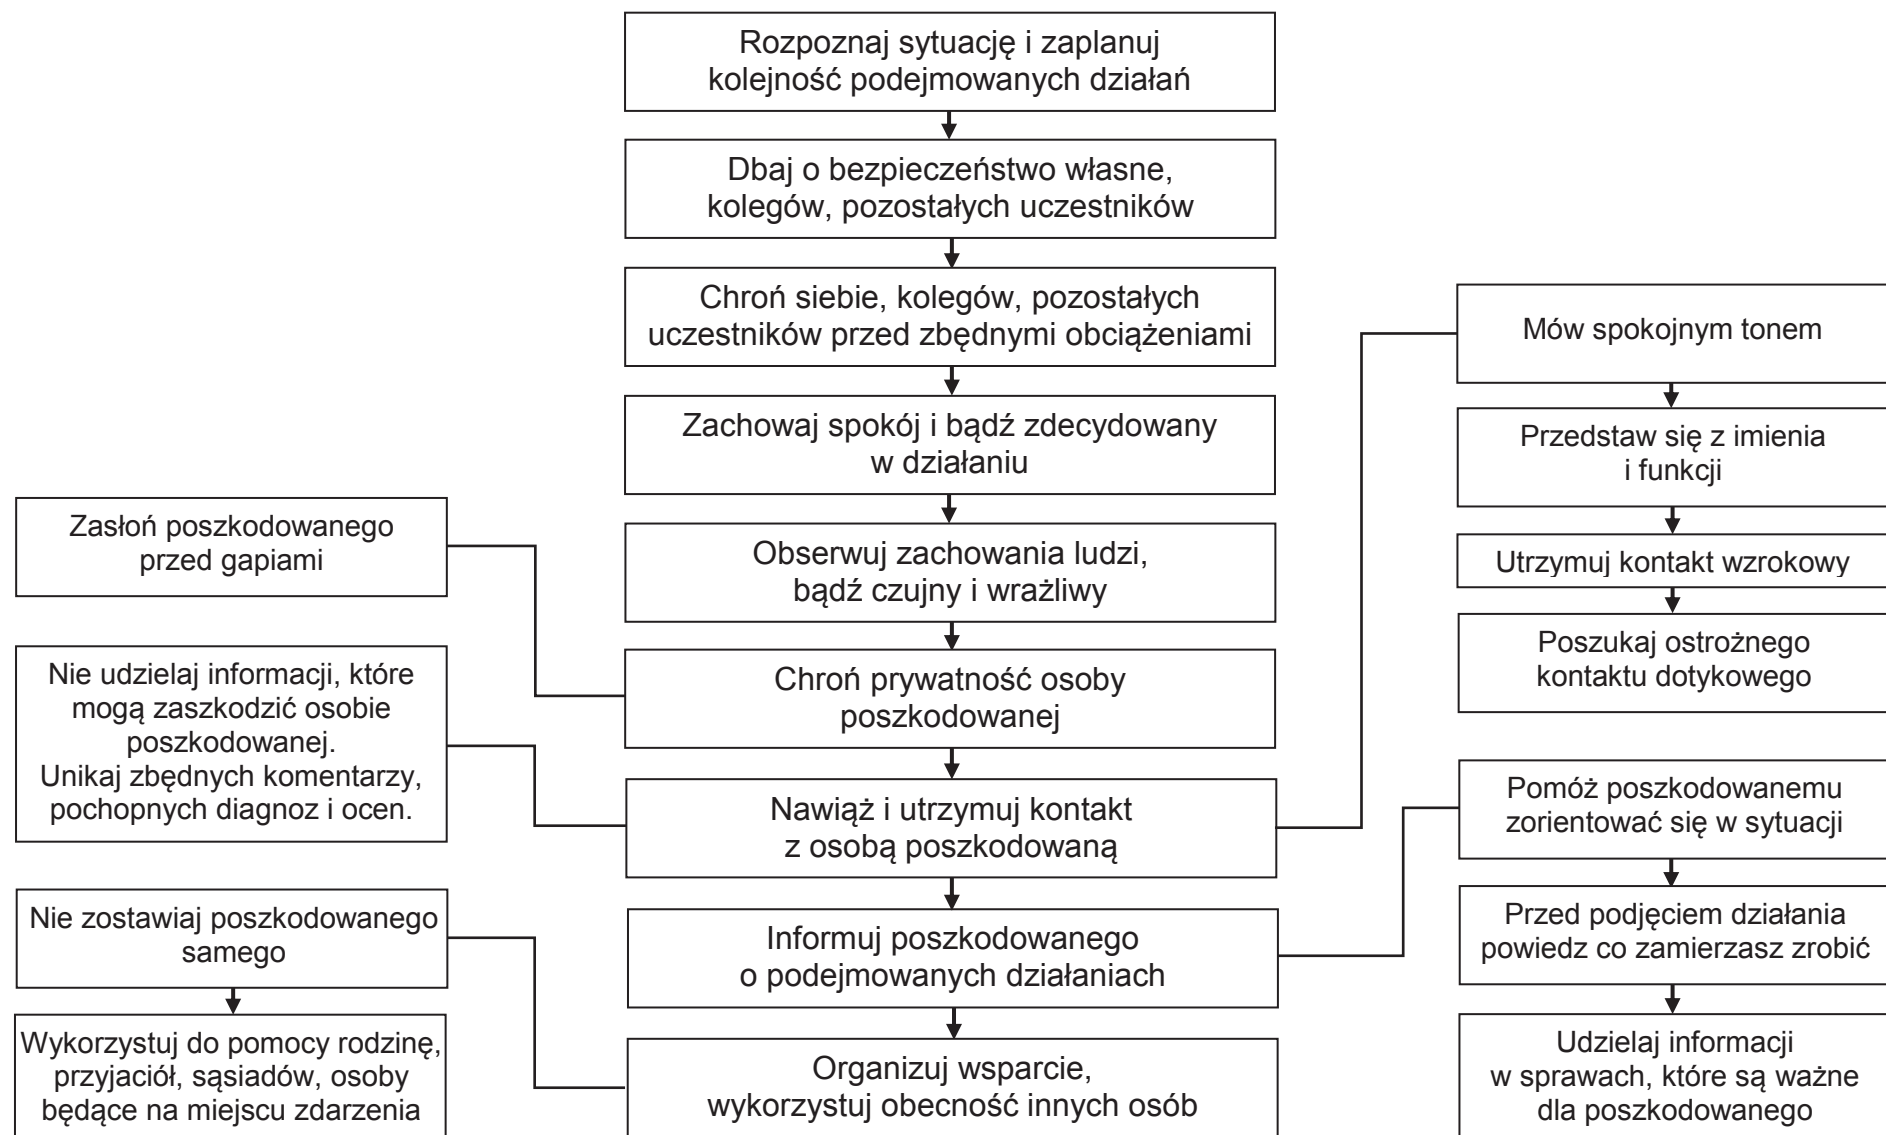 Rozpoznaj sytuację i zaplanuj
kolejność podejmowanych działań
Dbaj o bezpieczeństwo własne,
kolegów, pozostałych uczestników
Chroń siebie, kolegów, pozostałych
uczestników przed zbędnymi obciążeniami
Zachowaj spokój i bądź zdecydowany
w działaniu
Obserwuj zachowania ludzi,
bądź czujny i wrażliwy
Chroń prywatność osoby
poszkodowanej
Nawiąż i utrzymuj kontakt
z osobą poszkodowaną
Informuj poszkodowanego
o podejmowanych działaniach
Organizuj wsparcie,
wykorzystuj obecność innych osób
Zasłoń poszkodowanego
przed gapiami
Nie udzielaj informacji, które
mogą zaszkodzić osobie
poszkodowanej.
Unikaj zbędnych komentarzy,
pochopnych diagnoz i ocen.
Nie zostawiaj poszkodowanego
samego
Wykorzystuj do pomocy rodzinę,
przyjaciół, sąsiadów, osoby
będące na miejscu zdarzenia
Mów spokojnym tonem
Przedstaw się z imienia
i funkcji
Utrzymuj kontakt wzrokowy
Poszukaj ostrożnego
kontaktu dotykowego
Pomóż poszkodowanemu
zorientować się w sytuacji
Przed podjęciem działania
powiedz co zamierzasz zrobić
Udzielaj informacji
w sprawach, które są ważne
dla poszkodowanego